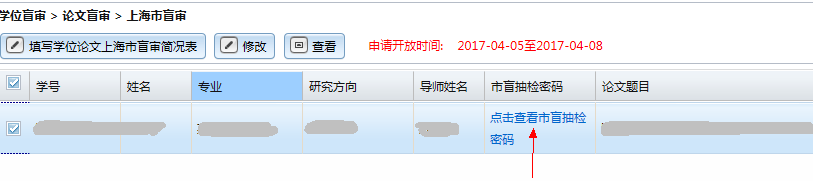 学位盲审 > 论文盲审 > 上海市盲审
填写学位论文上海市盲审简况表 修改 查看 申请开放时间: 2017-04-05至2017-04-08
学号 姓名 专业 研究方向 导师姓名 市盲抽检密码 论文题目
点击查看市盲抽检
密码